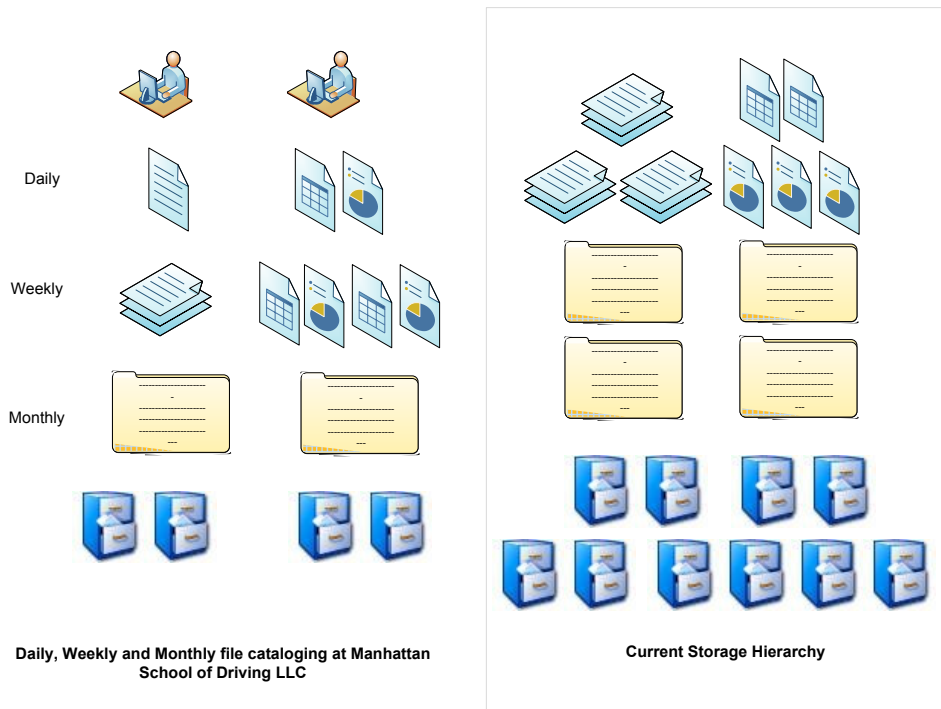 Daily
Weekly
Monthly
Daily, Weekly and Monthly file cataloging at Manhattan
School of Driving LLC
Current Storage Hierarchy